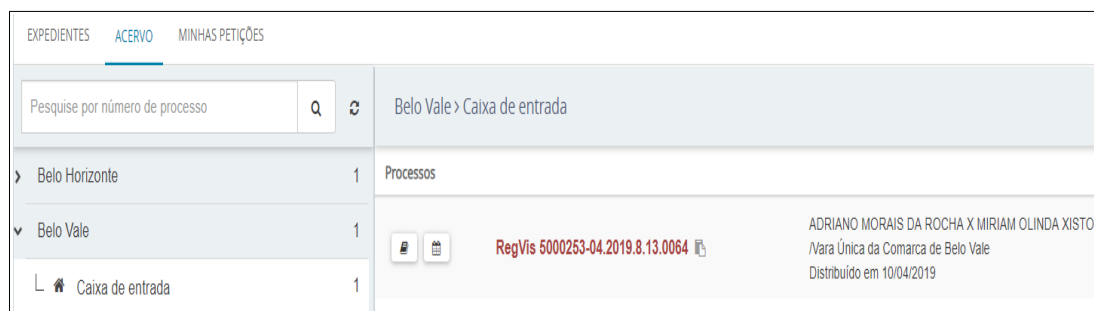 EXPEDIENTES ACERVO MINHAS PETIÇÕES
Pesquise por número de processo
Belo Horizonte 1
Belo Vale 1
Caixa de entrada 1
Belo Vale > Caixa de entrada
Processos
RegVis 5000253-04.2019.8.13.0064
ADRIANO MORAIS DA ROCHA X MIRIAM OLINDA XISTO
/Vara Única da Comarca de Belo Vale
Distribuído em 10/04/2019